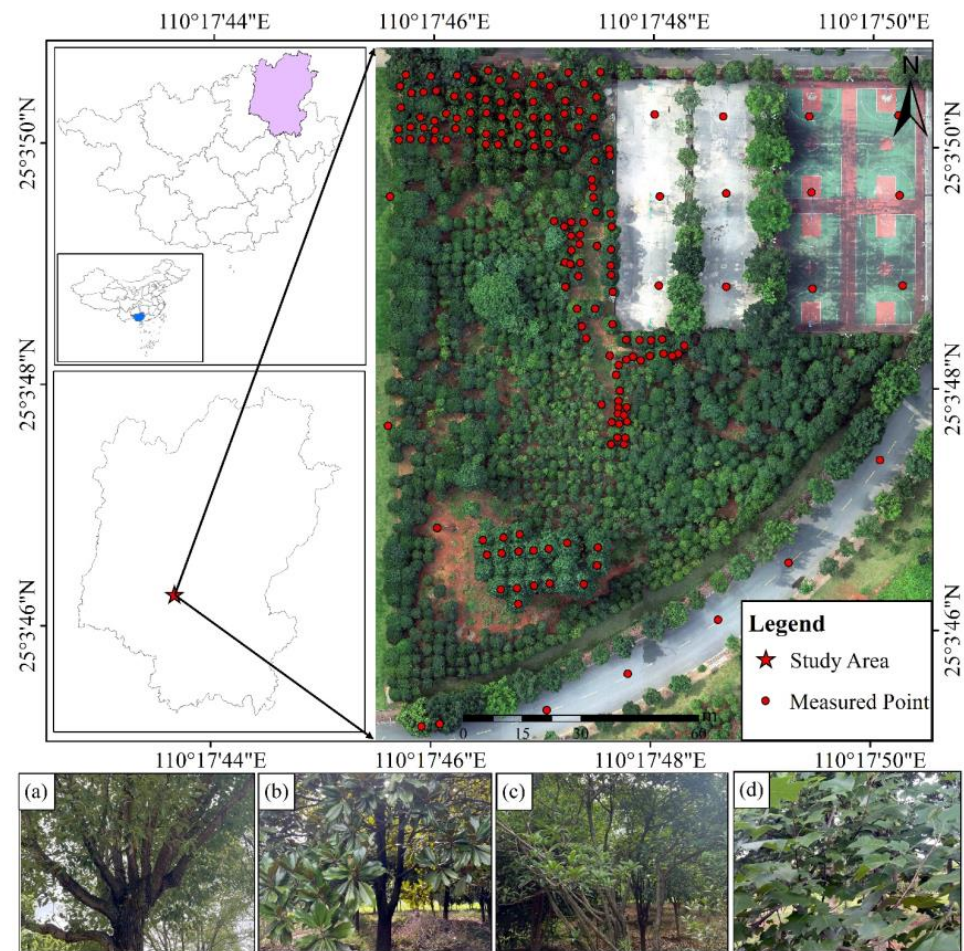 110°17'44"E 110°17'46"E 110°17'48"E 110°17'50"E
N
25°3'50"N 25°3'50"N
25°3'48"N 25°3'48"N
25°3'46"N 25°3'46"N
Legend
Study Area
Measured Point
m
0 15 30 60
110°17'44"E 110°17'46"E 110°17'48"E 110°17'50"E
(a) (b) (c) (d)